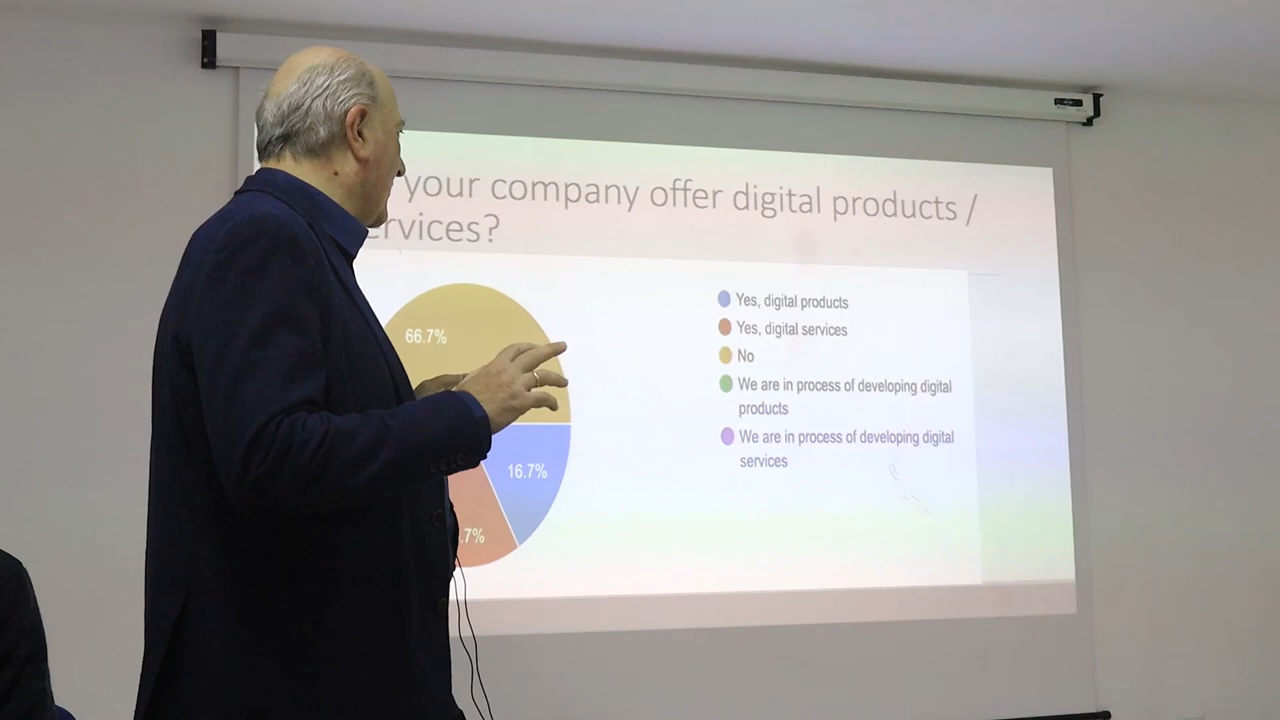 your company offer digital products /
ervices?
66.7%
16.7%
.7%
Yes, digital products
Yes, digital services
No
We are in process of developing digital
products
We are in process of developing digital
services